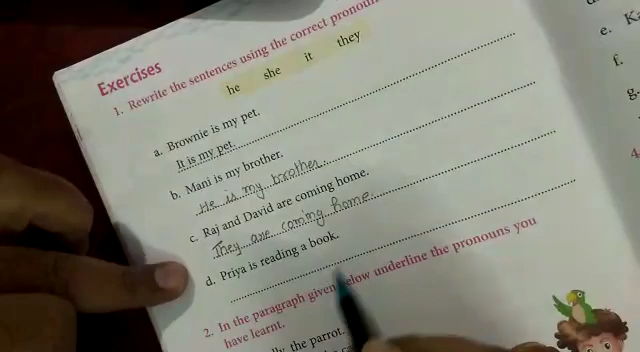 Exercises
1. Rewrite the sentences using the correct pronoun
he she it they
a. Brownie is my pet.
It is my pet.
b. Mani is my brother.
He is my brother.
c. Raj and David are coming home.
They are coming home.
d. Priya is reading a book.
2. In the paragraph given below underline the pronouns you
have learnt.
the parrot.
e.
f.
g.
4.